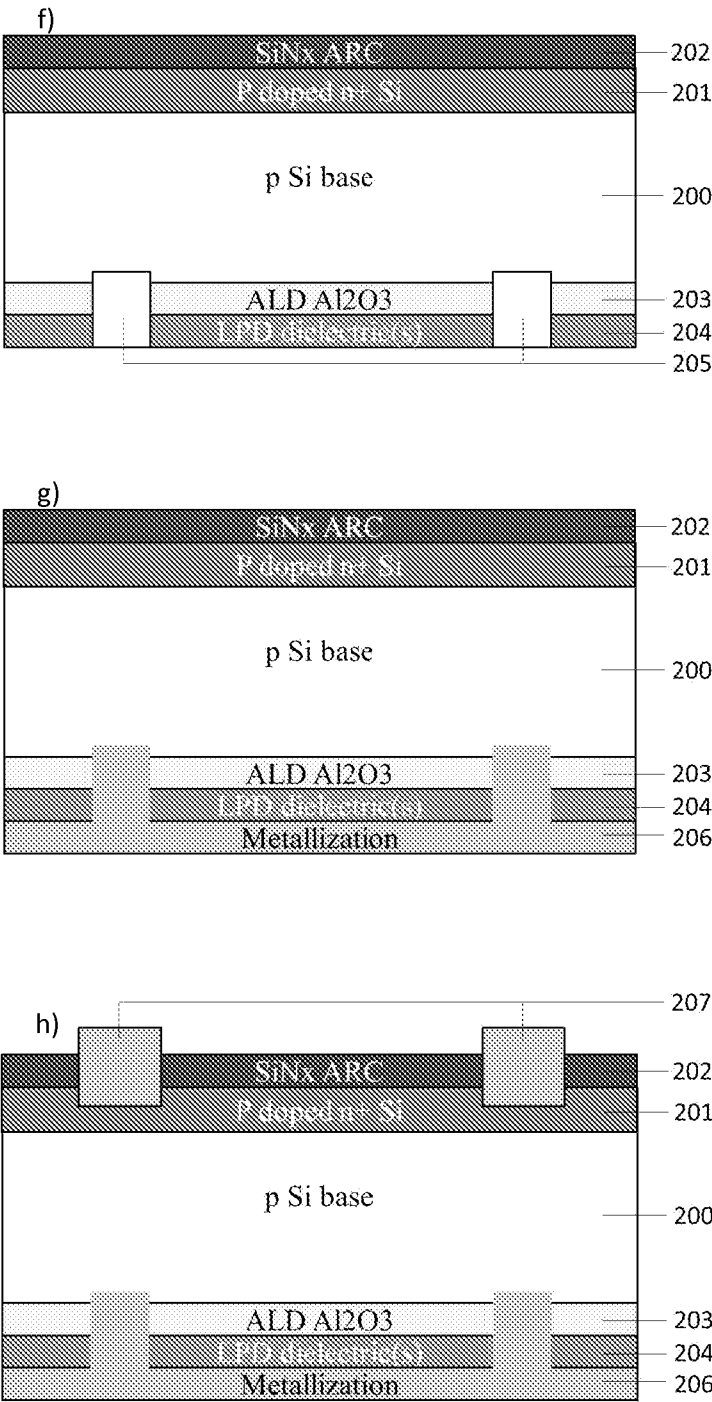 f)
SiNx ARC 202
P doped n+ Si 201
p Si base
200
ALD Al2O3 203
LPD dielectric(s) 204
205
g)
SiNx ARC 202
P doped n+ Si 201
p Si base
200
ALD Al2O3 203
LPD dielectric(s) 204
Metallization 206
207
h)
SiNx ARC 202
P doped n+ Si 201
p Si base
200
ALD Al2O3 203
LPD dielectric(s) 204
Metallization 206